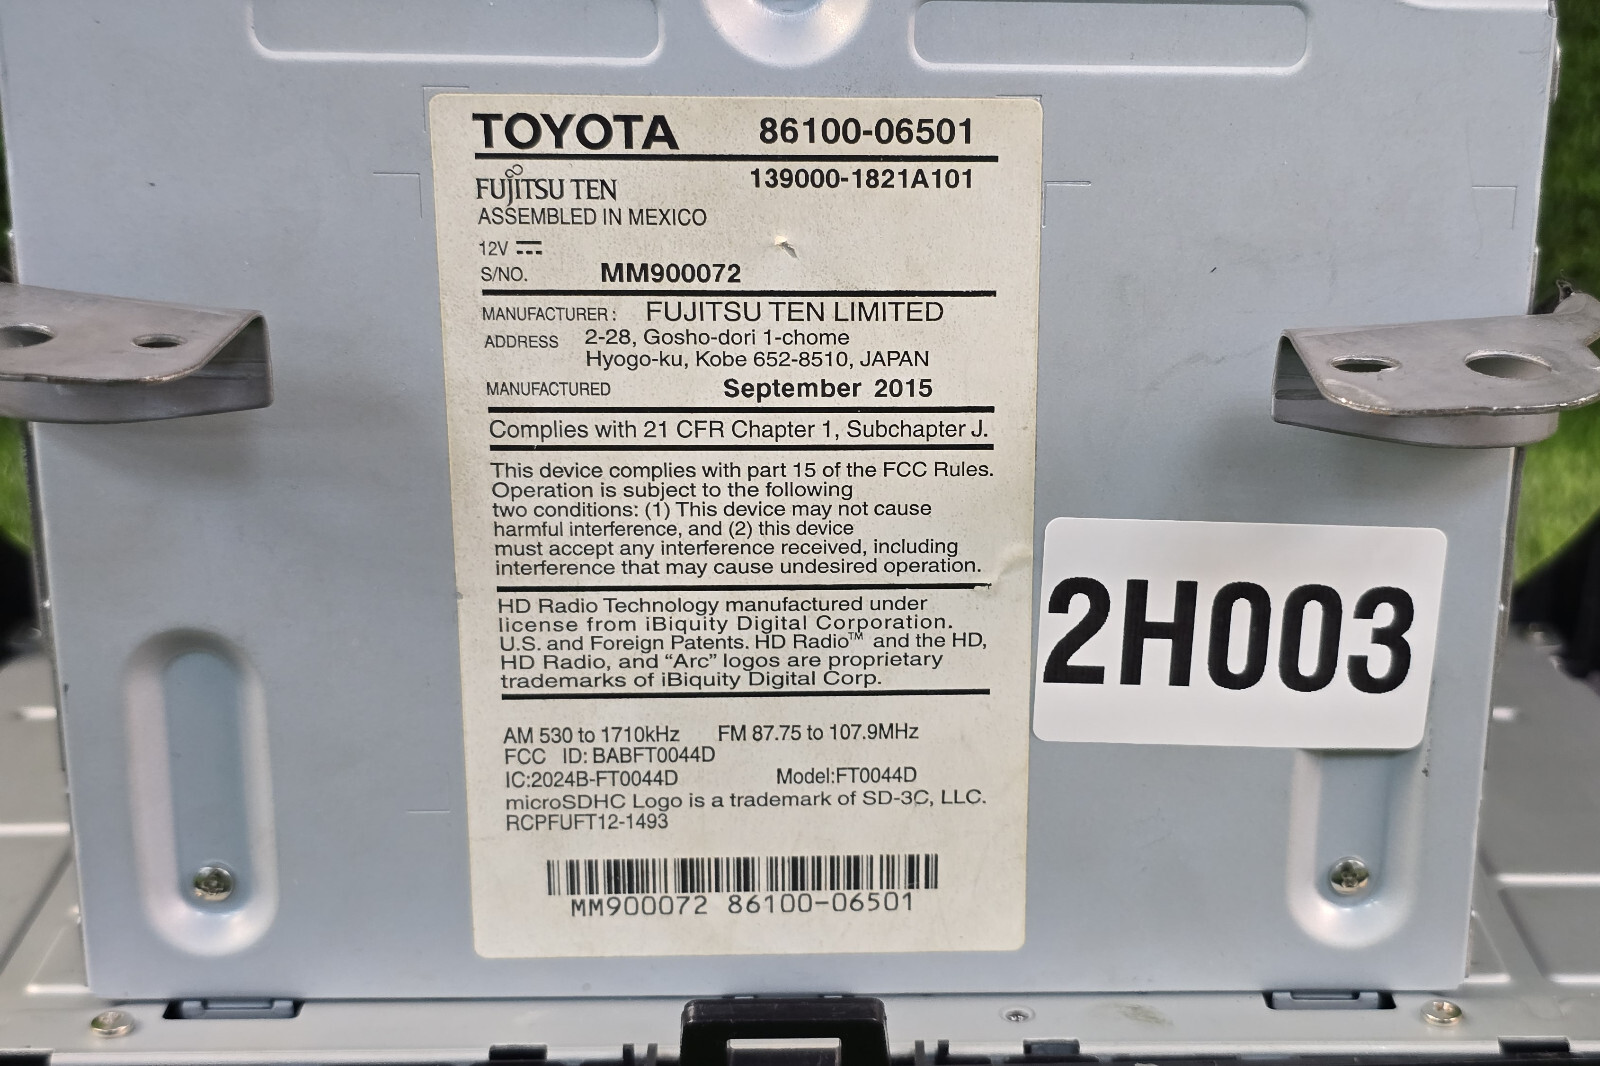 TOYOTA 86100-06501
FUJITSU TEN 139000-1821A101
ASSEMBLED IN MEXICO
12V
S/NO. MM900072
MANUFACTURER : FUJITSU TEN LIMITED
ADDRESS 2-28, Gosho-dori 1-chome
Hyogo-ku, Kobe 652-8510, JAPAN
MANUFACTURED September 2015
Complies with 21 CFR Chapter 1, Subchapter J.
This device complies with part 15 of the FCC Rules.
Operation is subject to the following
two conditions: (1) This device may not cause
harmful interference, and (2) this device
must accept any interference received, including
interference that may cause undesired operation.
HD Radio Technology manufactured under
license from iBiquity Digital Corporation.
U.S. and Foreign Patents. HD Radio™ and the HD,
HD Radio, and “Arc” logos are proprietary
trademarks of iBiquity Digital Corp.
AM 530 to 1710kHz FM 87.75 to 107.9MHz
FCC ID: BABFT0044D
IC:2024B-FT0044D Model:FT0044D
microSDHC Logo is a trademark of SD-3C, LLC.
RCPFUFT12-1493
MM900072 86100-06501
2H003